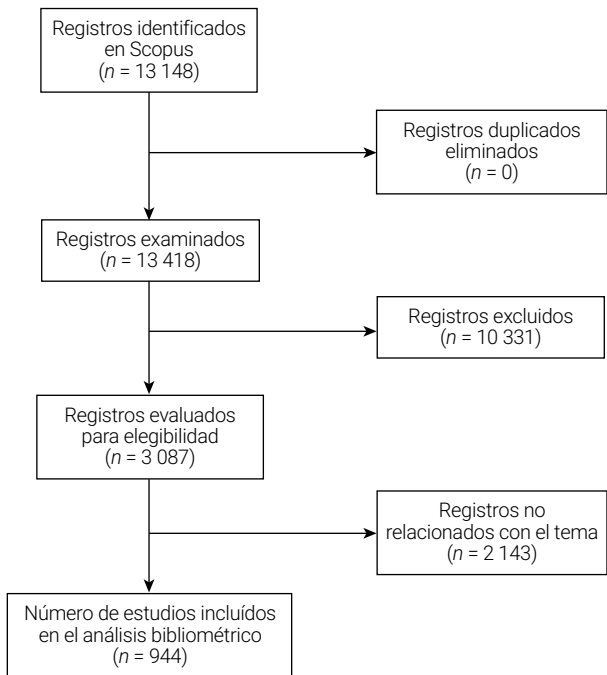 Registros identificados
en Scopus
(n = 13 148)
Registros duplicados
eliminados
(n = 0)
Registros examinados
(n = 13 418)
Registros excluidos
(n = 10 331)
Registros evaluados
para elegibilidad
(n = 3 087)
Registros no
relacionados con el tema
(n = 2 143)
Número de estudios incluídos
en el análisis bibliométrico
(n = 944)